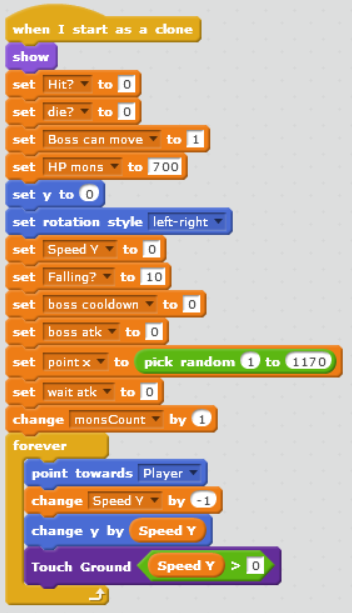 when I start as a clone
show
set Hit? to 0
set die? to 0
set Boss can move to 1
set HP mons to 700
set y to 0
set rotation style left-right
set Speed Y to 0
set Falling? to 10
set boss cooldown to 0
set boss atk to 0
set point x to pick random 1 to 1170
set wait atk to 0
change monsCount by 1
forever
point towards Player
change Speed Y by -1
change y by Speed Y
Touch Ground Speed Y > 0